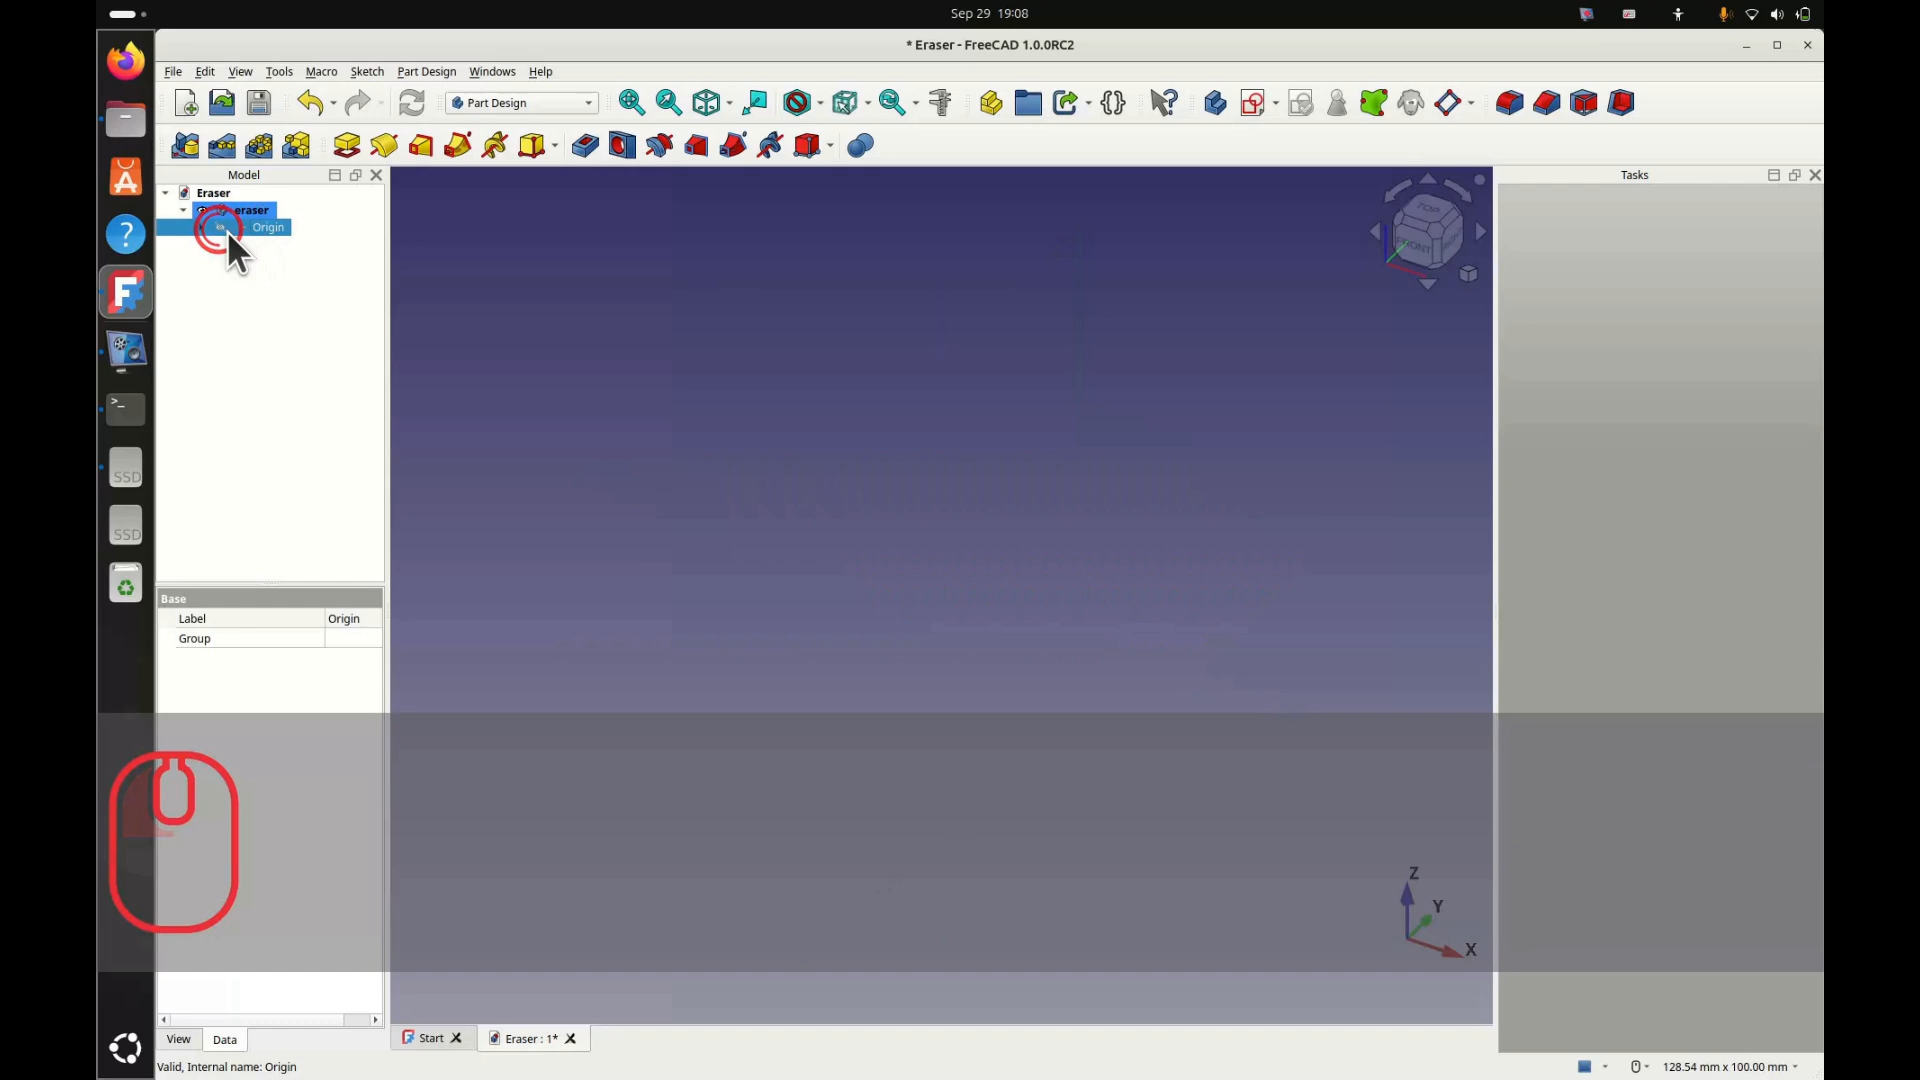 Sep 29 19:08
* Eraser - FreeCAD 1.0.0RC2
File Edit View Tools Macro Sketch Part Design Windows Help
Part Design
Model
Tasks
Eraser
eraser
Origin
TOP
FRONT
SSD
SSD
Base
Label Origin
Group
Z
Y
X
View Data
Start
Eraser : 1*
Valid, Internal name: Origin
128.54 mm x 100.00 mm